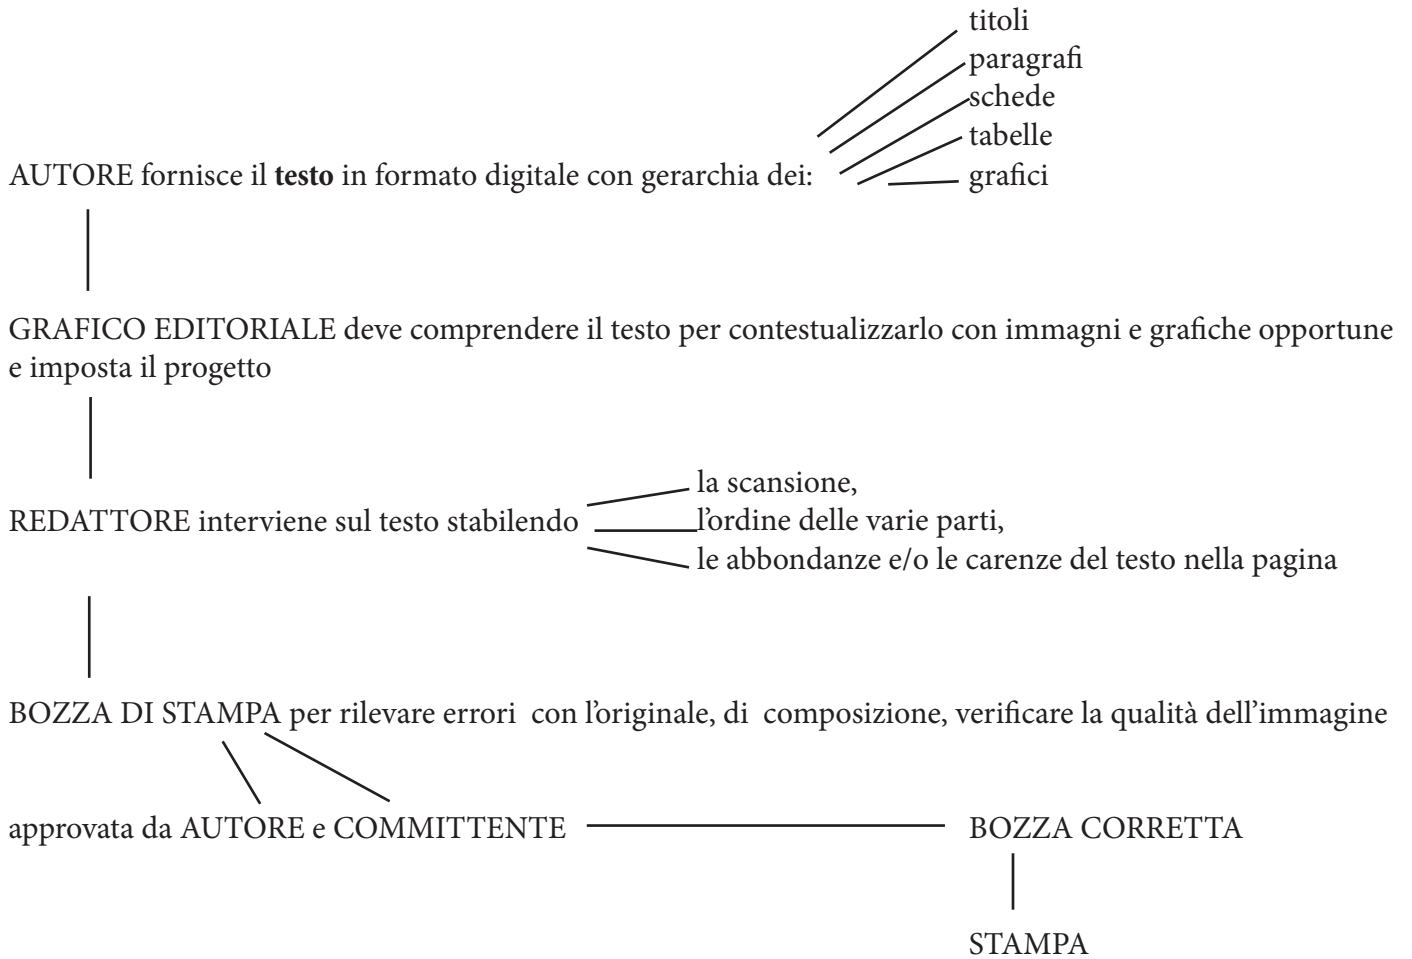 titoli
paragrafi
schede
tabelle
AUTORE fornisce il testo in formato digitale con gerarchia dei: grafici
GRAFICO EDITORIALE deve comprendere il testo per contestualizzarlo con immagni e grafiche opportune
e imposta il progetto
la scansione,
REDATTORE interviene sul testo stabilendo l’ordine delle varie parti,
le abbondanze e/o le carenze del testo nella pagina
BOZZA DI STAMPA per rilevare errori  con l’originale, di  composizione, verificare la qualità dell'immagine
approvata da AUTORE e COMMITTENTE BOZZA CORRETTA
STAMPA